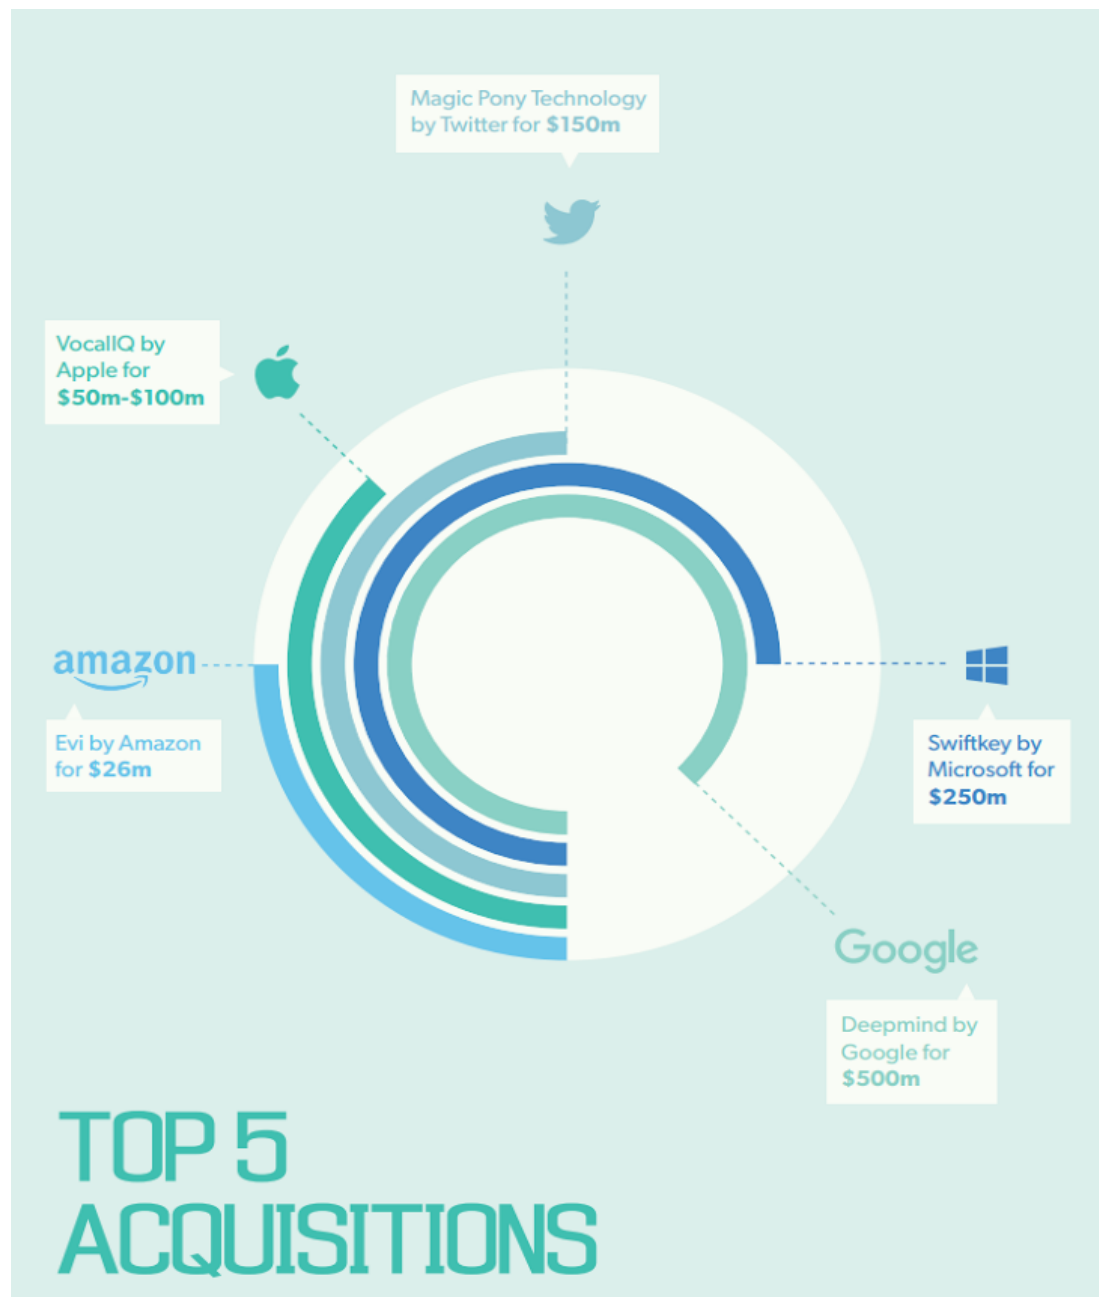 Magic Pony Technology
by Twitter for $150m
VocalIQ by
Apple for
$50m-$100m
amazon
Evi by Amazon
for $26m
Swiftkey by
Microsoft for
$250m
Google
Deepmind by
Google for
$500m
TOP 5
ACQUISITIONS